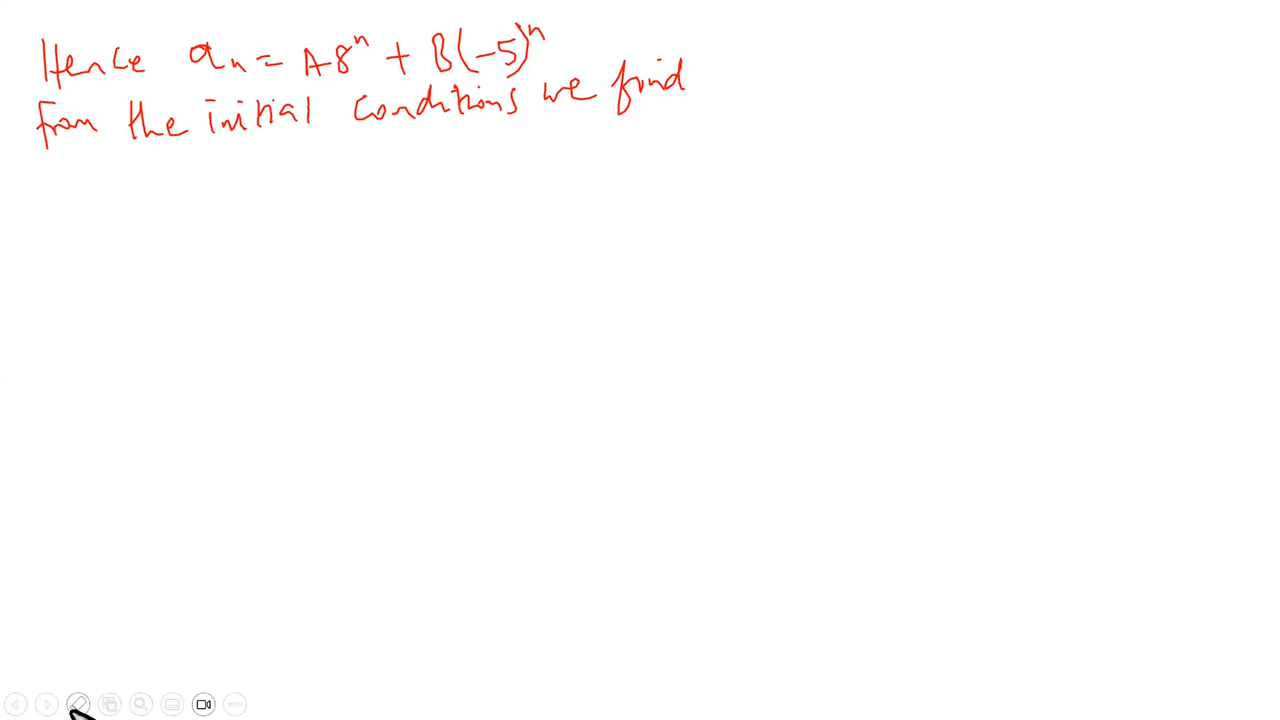 Hence aₙ = A8ⁿ + B(-5)ⁿ
from the initial conditions we find